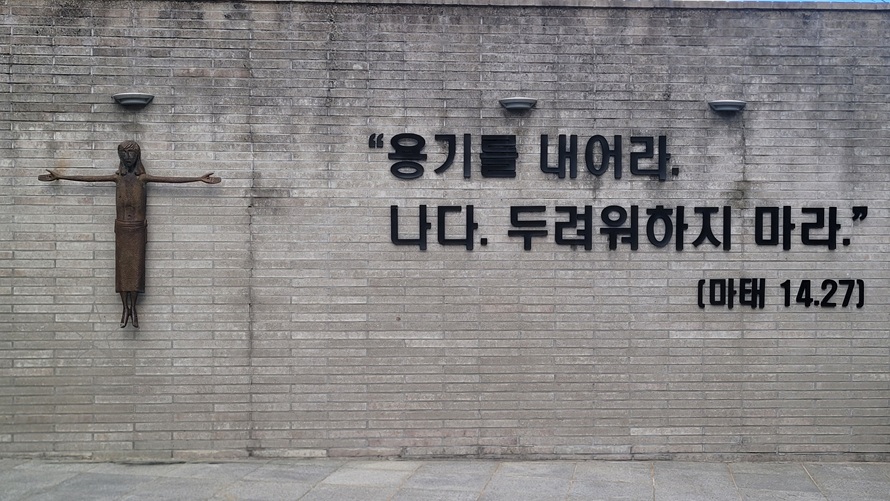 “용기를 내어라.
나다. 두려워하지 마라.”
(마태 14.27)